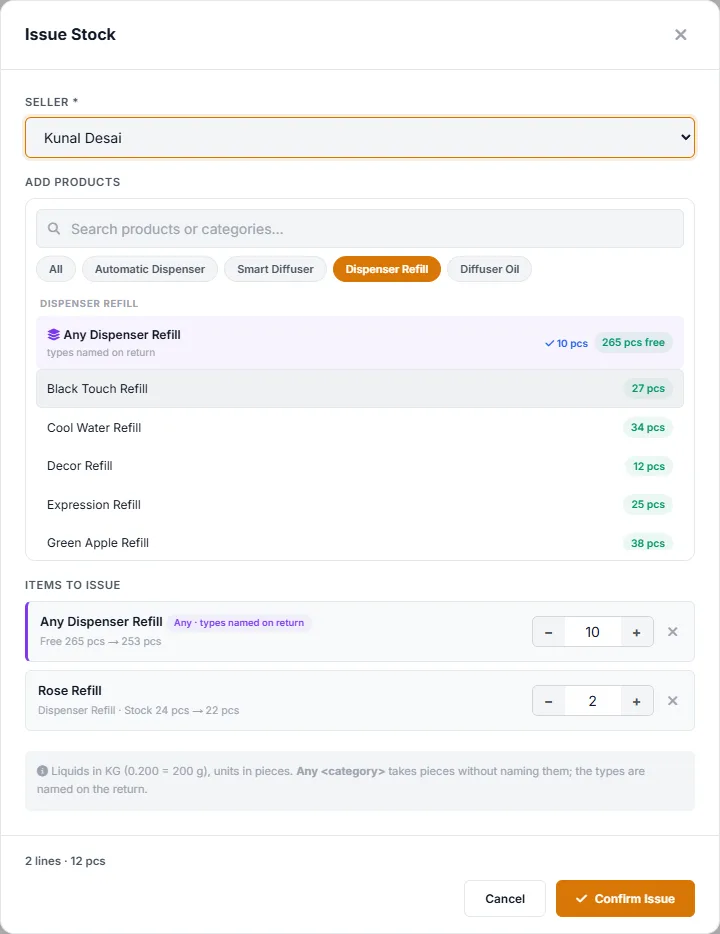 Issue Stock
SELLER *
Kunal Desai
ADD PRODUCTS
Search products or categories...
All Automatic Dispenser Smart Diffuser Dispenser Refill Diffuser Oil
DISPENSER REFILL
Any Dispenser Refill
types named on return
10 pcs 265 pcs free
Black Touch Refill 27 pcs
Cool Water Refill 34 pcs
Decor Refill 12 pcs
Expression Refill 25 pcs
Green Apple Refill 38 pcs
ITEMS TO ISSUE
Any Dispenser Refill Any · types named on return
Free 265 pcs → 253 pcs
− 10 +
Rose Refill
Dispenser Refill · Stock 24 pcs → 22 pcs
− 2 +
Liquids in KG (0.200 = 200 g), units in pieces. Any <category> takes pieces without naming them; the types are
named on the return.
2 lines · 12 pcs
Cancel Confirm Issue